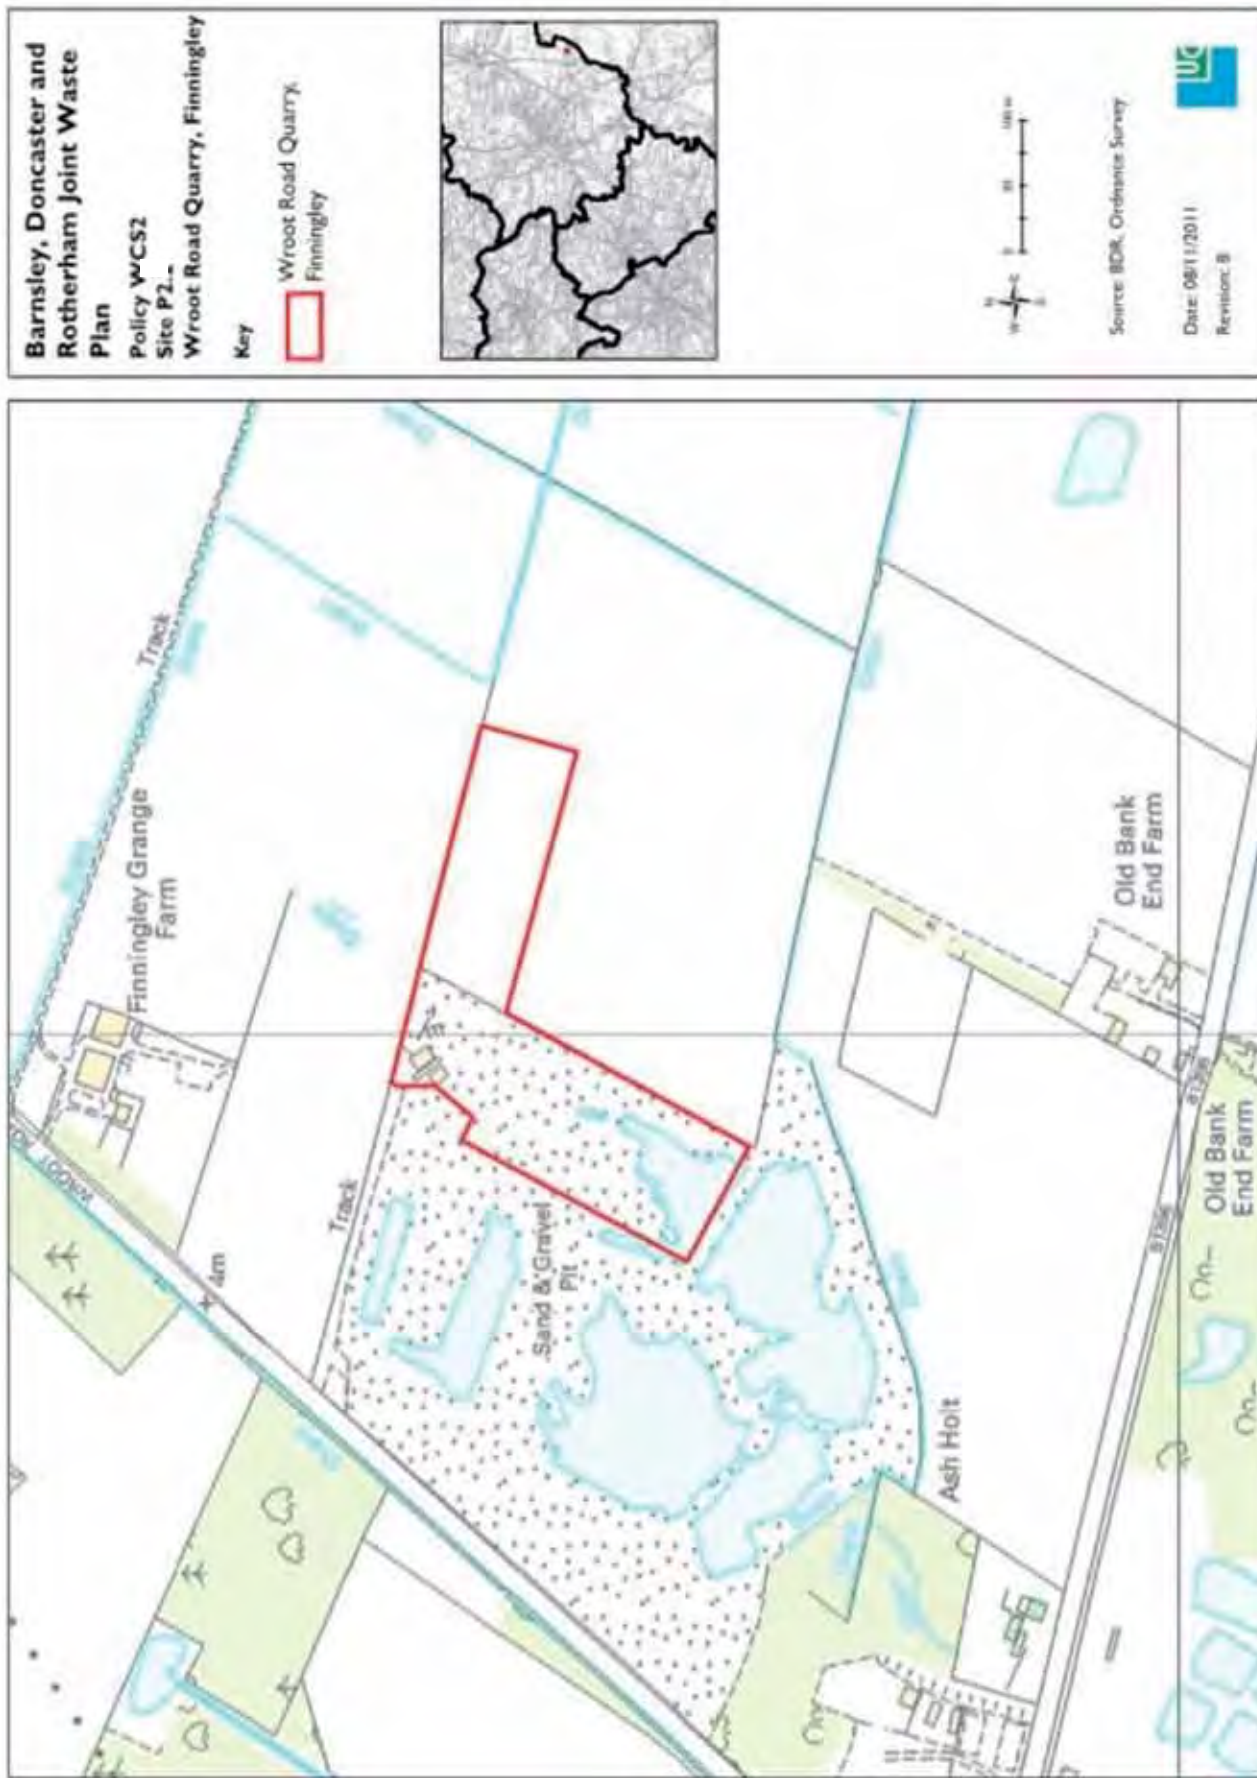 Barnsley, Doncaster and
Rotherham Joint Waste
Plan
Policy WCS2
Site P2
Wroot Road Quarry, Finningley
Key
Wroot Road Quarry,
Finningley
N
W
Source: BDR, Ordnance Survey
Date: 08/11/2011
Revision: B
Track
Finningley Grange
Farm
4m
Track
Sand & Gravel
Pit
Ash Holt
Old Bank
End Farm
Old Bank
End Farm
B1396
B1396